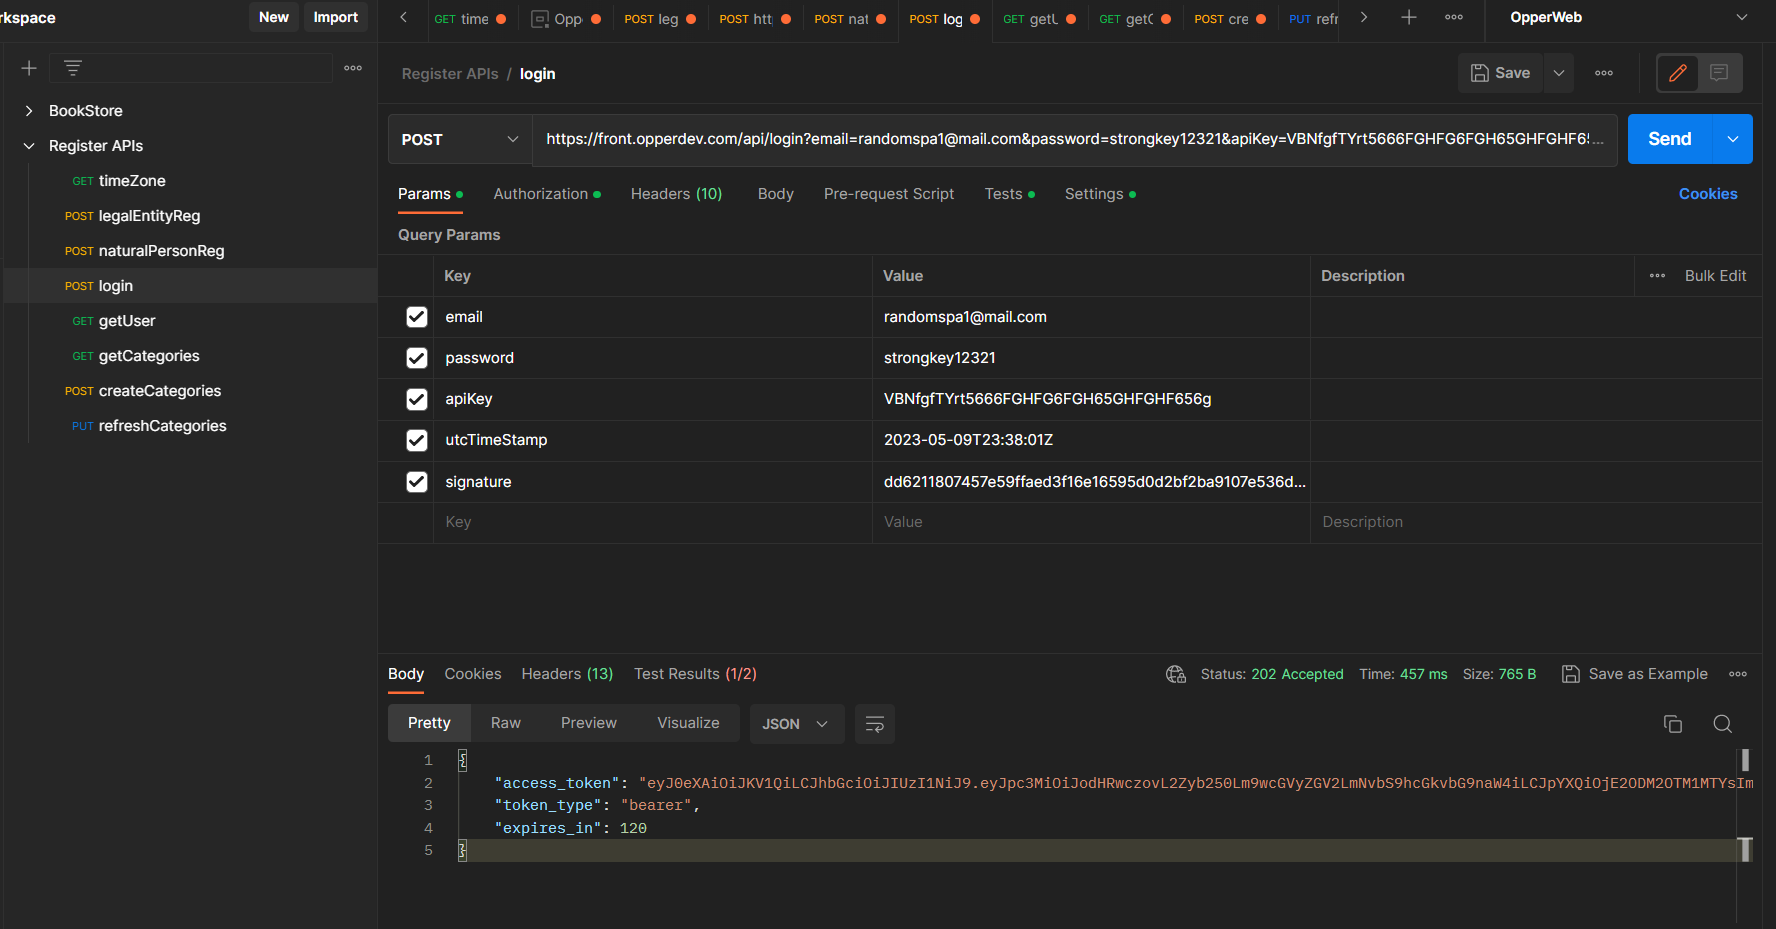 rkspace New Import
GET time
Opp
POST leg
POST htt
POST nat
POST log
GET getU
GET getC
POST cre
PUT refr
OpperWeb
BookStore
Register APIs
GET timeZone
POST legalEntityReg
POST naturalPersonReg
POST login
GET getUser
GET getCategories
POST createCategories
PUT refreshCategories
Register APIs / login
Save
POST https://front.opperdev.com/api/login?email=randomspa1@mail.com&password=strongkey12321&apiKey=VBNfgfTYrt5666FGHFG6FGH65GHFGHF65... Send
Params Authorization Headers (10) Body Pre-request Script Tests Settings Cookies
Query Params
Key Value Description Bulk Edit
email randomspa1@mail.com
password strongkey12321
apiKey VBNfgfTYrt5666FGHFG6FGH65GHFGHF656g
utcTimeStamp 2023-05-09T23:38:01Z
signature dd6211807457e59ffaed3f16e16595d0d2bf2ba9107e536d...
Key Value Description
Body Cookies Headers (13) Test Results (1/2) Status: 202 Accepted Time: 457 ms Size: 765 B Save as Example
Pretty Raw Preview Visualize JSON
1 {
2 "access_token": "eyJ0eXAiOiJKV1QiLCJhbGciOiJIUzI1NiJ9.eyJpc3MiOiJodHRwczovL2Zyb250Lm9wcGVyZGV2LmNvbS9hcGkvbG9naW4iLCJpYXQiOjE2ODM2OTM1MTYsIm
3 "token_type": "bearer",
4 "expires_in": 120
5 }